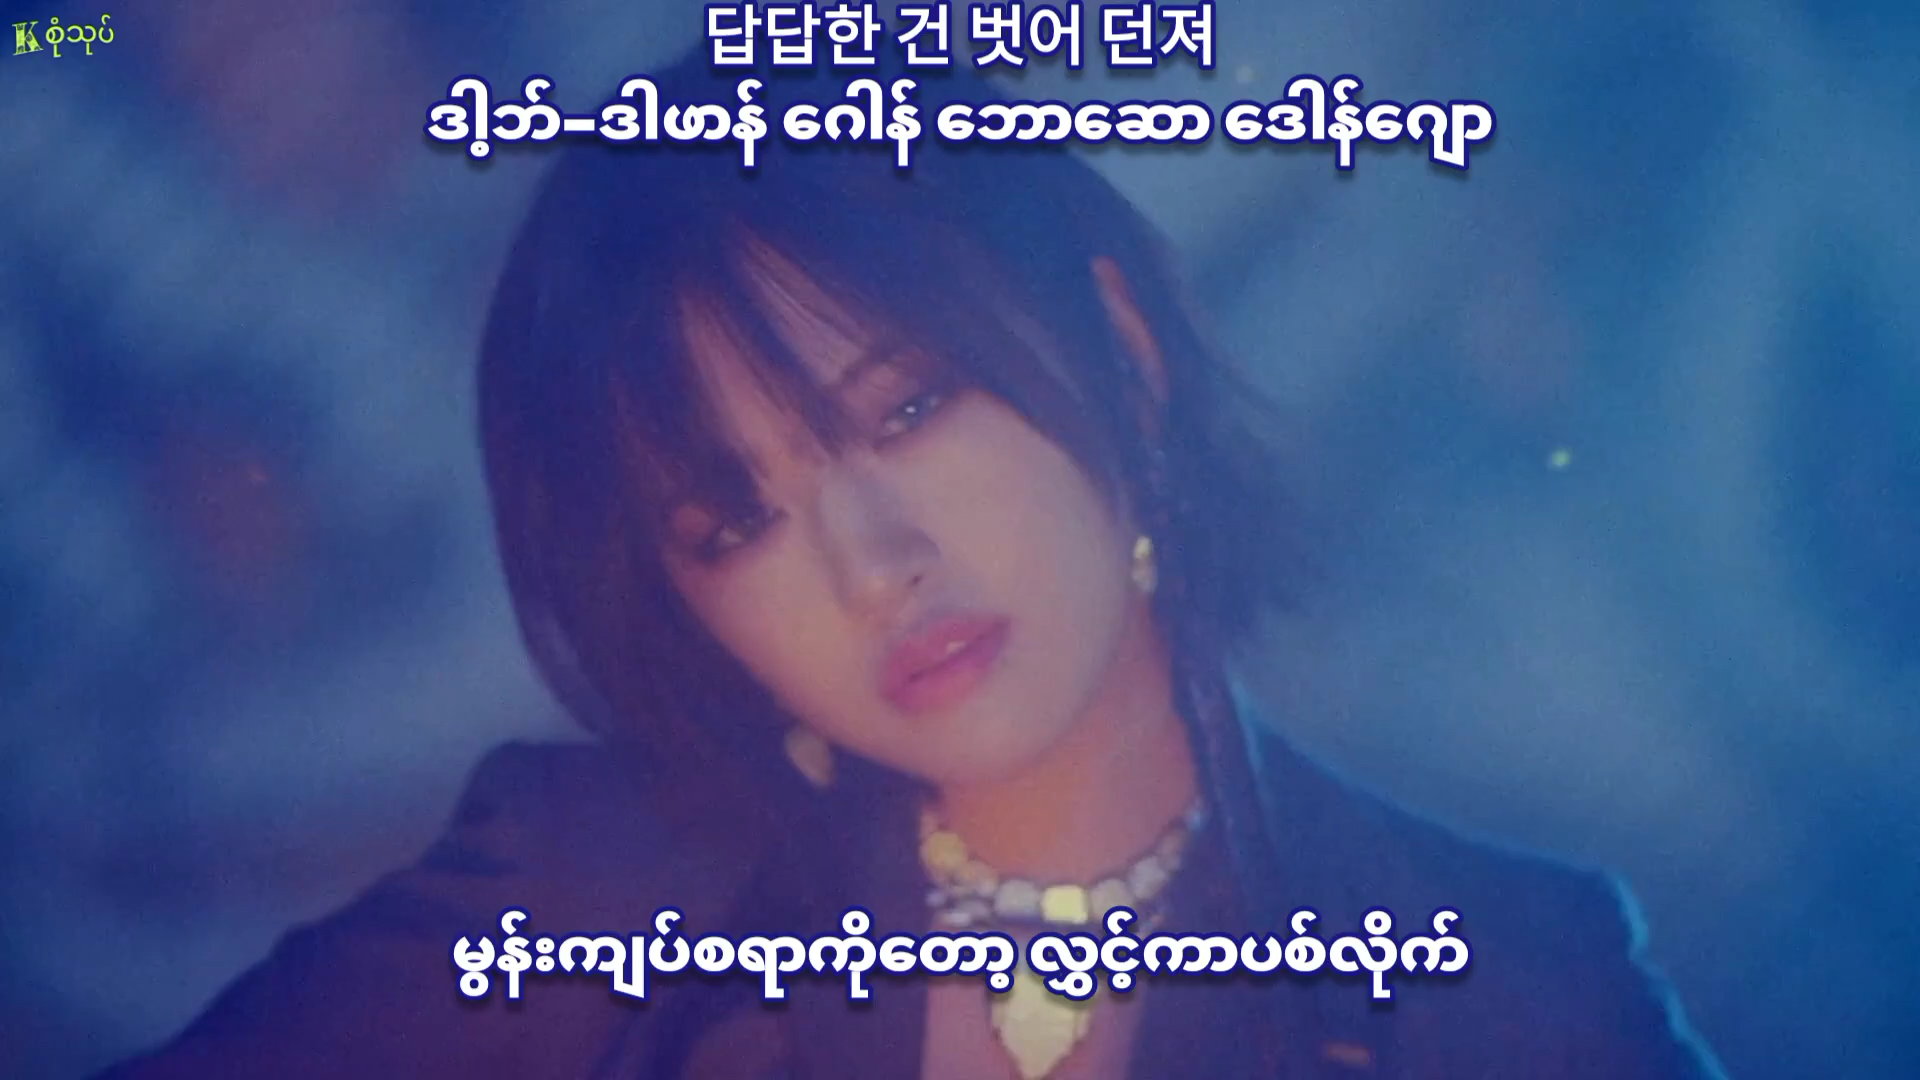 K စုံသုပ်
답답한 건 벗어 던져
ဒါ့ဘ်-ဒါဖာန် ဂေါန် ဘောဆော ဒေါန်ဂျော
မွန်းကျပ်စရာကိုတော့ လွှင့်ကာပစ်လိုက်